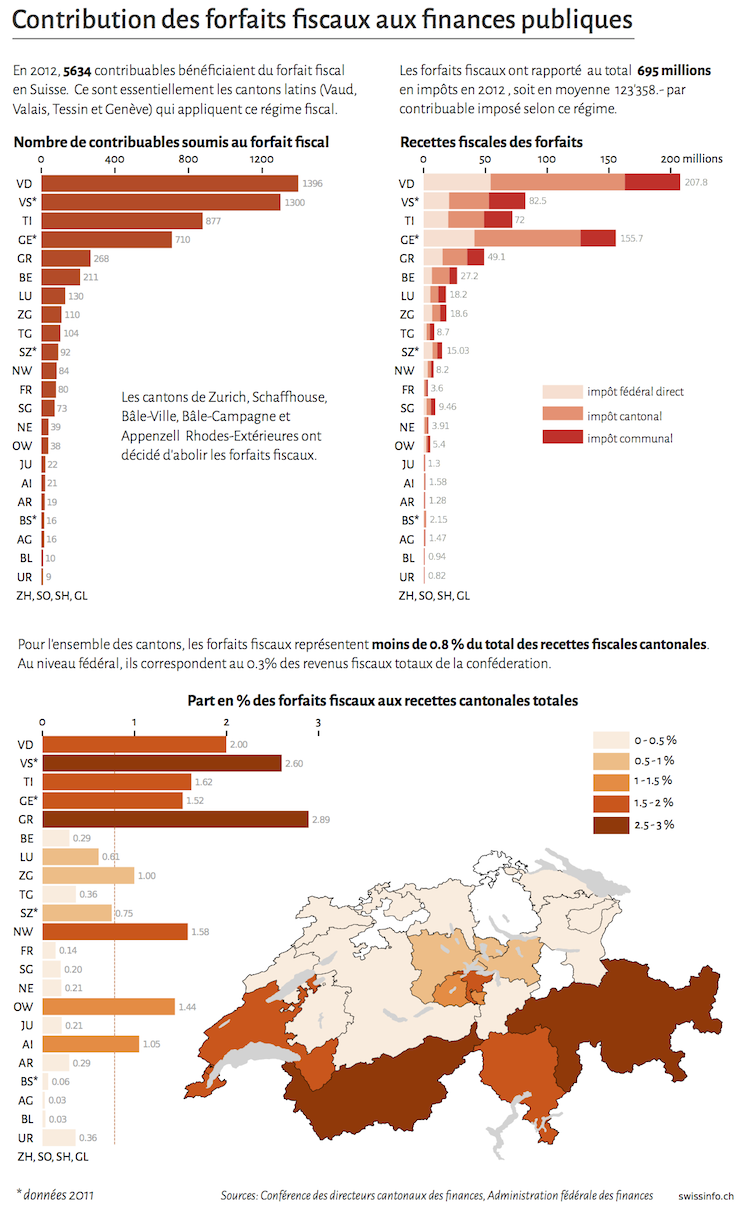 Contribution des forfaits fiscaux aux finances publiques
En 2012, 5634 contribuables bénéficiaient du forfait fiscal
en Suisse. Ce sont essentiellement les cantons latins (Vaud,
Valais, Tessin et Genève) qui appliquent ce régime fiscal.
Les forfaits fiscaux ont rapporté au total 695 millions
en impôts en 2012 , soit en moyenne 123'358.- par
contribuable imposé selon ce régime.
Nombre de contribuables soumis au forfait fiscal
0 400 800 1200
VD 1396
VS* 1300
TI 877
GE* 710
GR 268
BE 211
LU 130
ZG 110
TG 104
SZ* 92
NW 84
FR 80
SG 73
NE 39
OW 38
JU 22
AI 21
AR 19
BS* 16
AG 16
BL 10
UR 9
ZH, SO, SH, GL
Les cantons de Zurich, Schaffhouse,
Bâle-Ville, Bâle-Campagne et
Appenzell Rhodes-Extérieures ont
décidé d'abolir les forfaits fiscaux.
Recettes fiscales des forfaits
0 50 100 150 200 millions
VD 207.8
VS* 82.5
TI 72
GE* 155.7
GR 49.1
BE 27.2
LU 18.2
ZG 18.6
TG 8.7
SZ* 15.03
NW 8.2
FR 3.6
SG 9.46
NE 3.91
OW 5.4
JU 1.3
AI 1.58
AR 1.28
BS* 2.15
AG 1.47
BL 0.94
UR 0.82
ZH, SO, SH, GL
impôt fédéral direct
impôt cantonal
impôt communal
Pour l'ensemble des cantons, les forfaits fiscaux représentent moins de 0.8 % du total des recettes fiscales cantonales.
Au niveau fédéral, ils correspondent au 0.3% des revenus fiscaux totaux de la conféderation.
Part en % des forfaits fiscaux aux recettes cantonales totales
0 1 2 3
VD 2.00
VS* 2.60
TI 1.62
GE* 1.52
GR 2.89
BE 0.29
LU 0.61
ZG 1.00
TG 0.36
SZ* 0.75
NW 1.58
FR 0.14
SG 0.20
NE 0.21
OW 1.44
JU 0.21
AI 1.05
AR 0.29
BS* 0.06
AG 0.03
BL 0.03
UR 0.36
ZH, SO, SH, GL
0 - 0.5 %
0.5 - 1 %
1 - 1.5 %
1.5 - 2 %
2.5 - 3 %
* données 2011
Sources: Conférence des directeurs cantonaux des finances, Administration fédérale des finances
swissinfo.ch